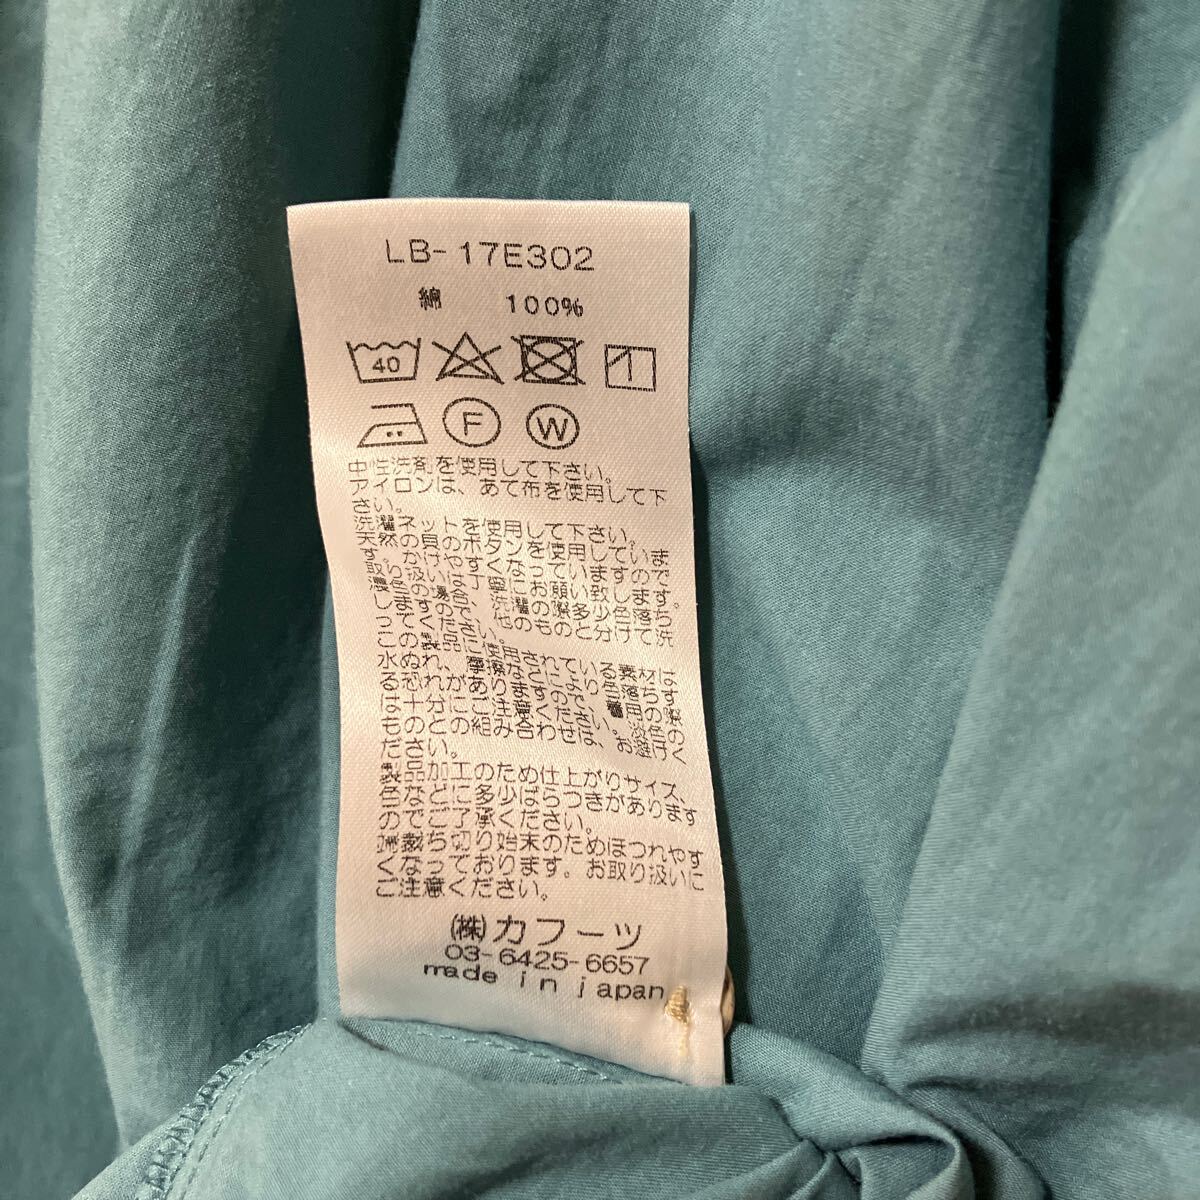 LB-17E302
綿 100%
40
F W
中性洗剤を使用して下さい。
アイロンは、あて布を使用して下
さい。
洗濯ネットを使用して下さい。
天然の貝のボタンを使用していま
す。かけやすくなっていますので
取り扱いは丁寧にお願い致します。
濃色の場合、洗濯の際多少色落ち
しますので、他のものと分けて洗
ってください。
この製品に使用されている素材は
水ぬれ、摩擦などにより色落ちす
る恐れがありますので着用の際
は十分にご注意ください。淡色の
ものとの組み合わせは、お避けく
ださい。
製品加工のため仕上がりサイズ、
色などに多少ばらつきがあります
のでご了承ください。
裁ち切り始末のためほつれやす
くなっております。お取り扱いに
ご注意ください。
㈱カフーツ
03-6425-6657
made in japan